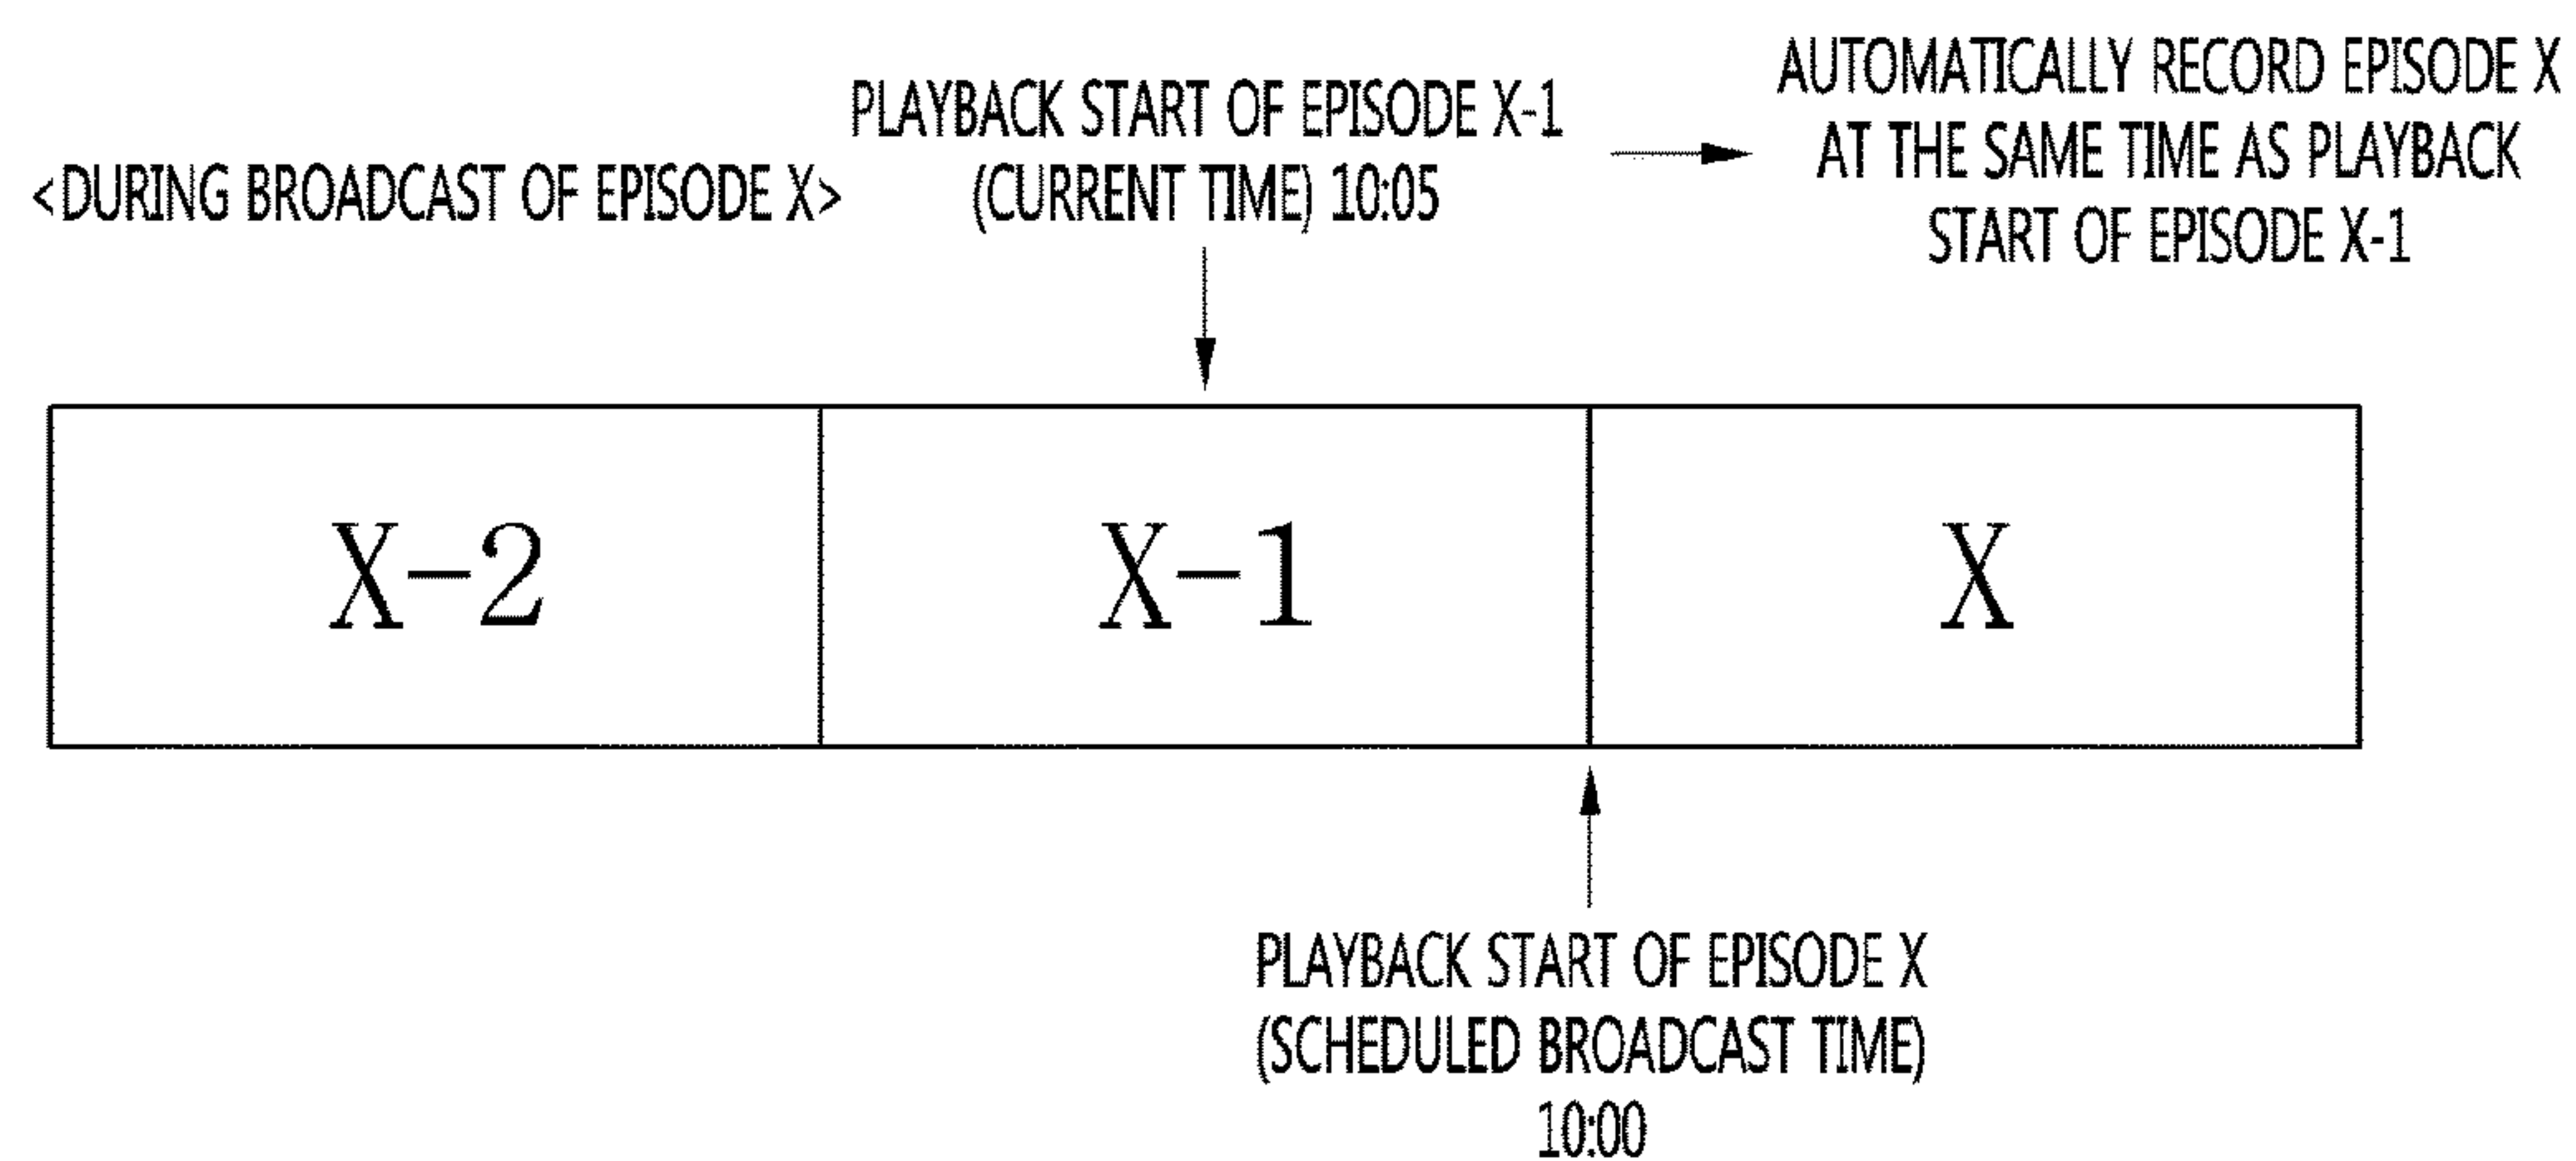 <DURING BROADCAST OF EPISODE X>
PLAYBACK START OF EPISODE X-1
(CURRENT TIME) 10:05
AUTOMATICALLY RECORD EPISODE X
AT THE SAME TIME AS PLAYBACK
START OF EPISODE X-1
X-2
X-1
X
PLAYBACK START OF EPISODE X
(SCHEDULED BROADCAST TIME)
10:00